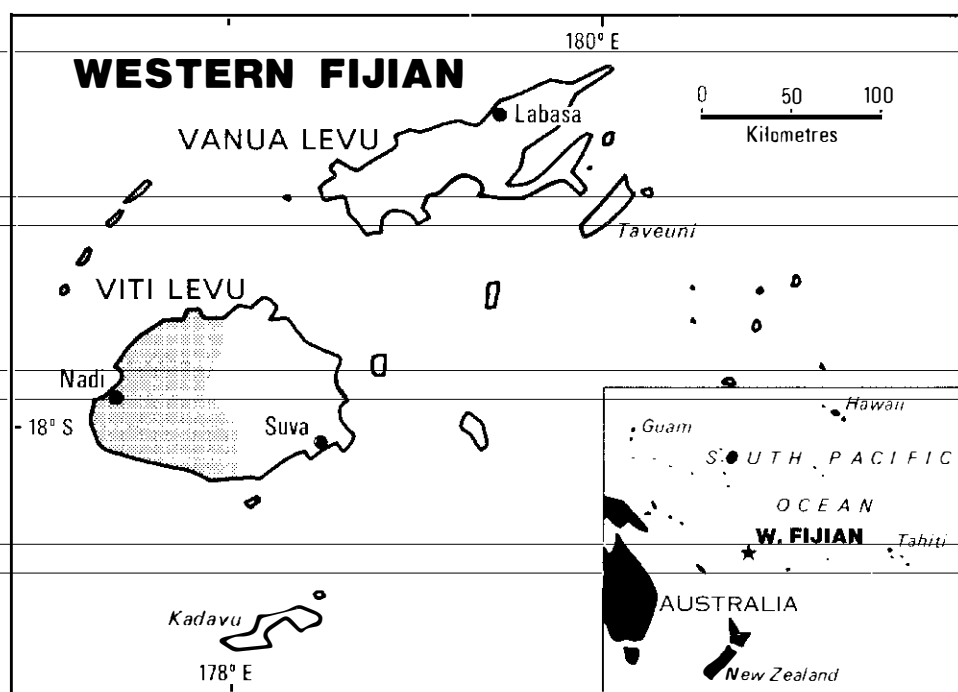 180° E
WESTERN FIJIAN
0 50 100
Kilometres
Labasa
VANUA LEVU
Taveuni
VITI LEVU
Nadi
18° S
Suva
Hawaii
Guam
SOUTH PACIFIC
OCEAN
W. FIJIAN
Tahiti
Kadavu
AUSTRALIA
178° E
New Zealand